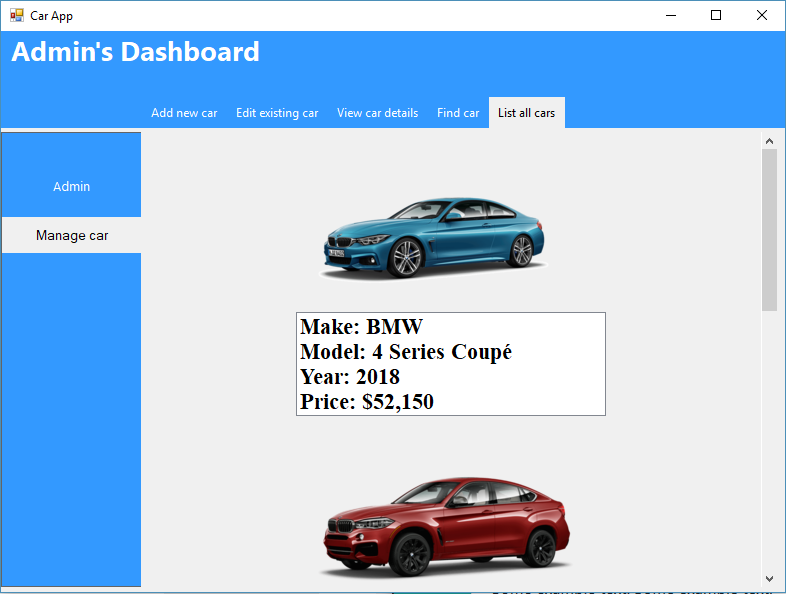 Car App
Admin's Dashboard
Add new car Edit existing car View car details Find car List all cars
Admin
Manage car
Make: BMW
Model: 4 Series Coupé
Year: 2018
Price: $52,150